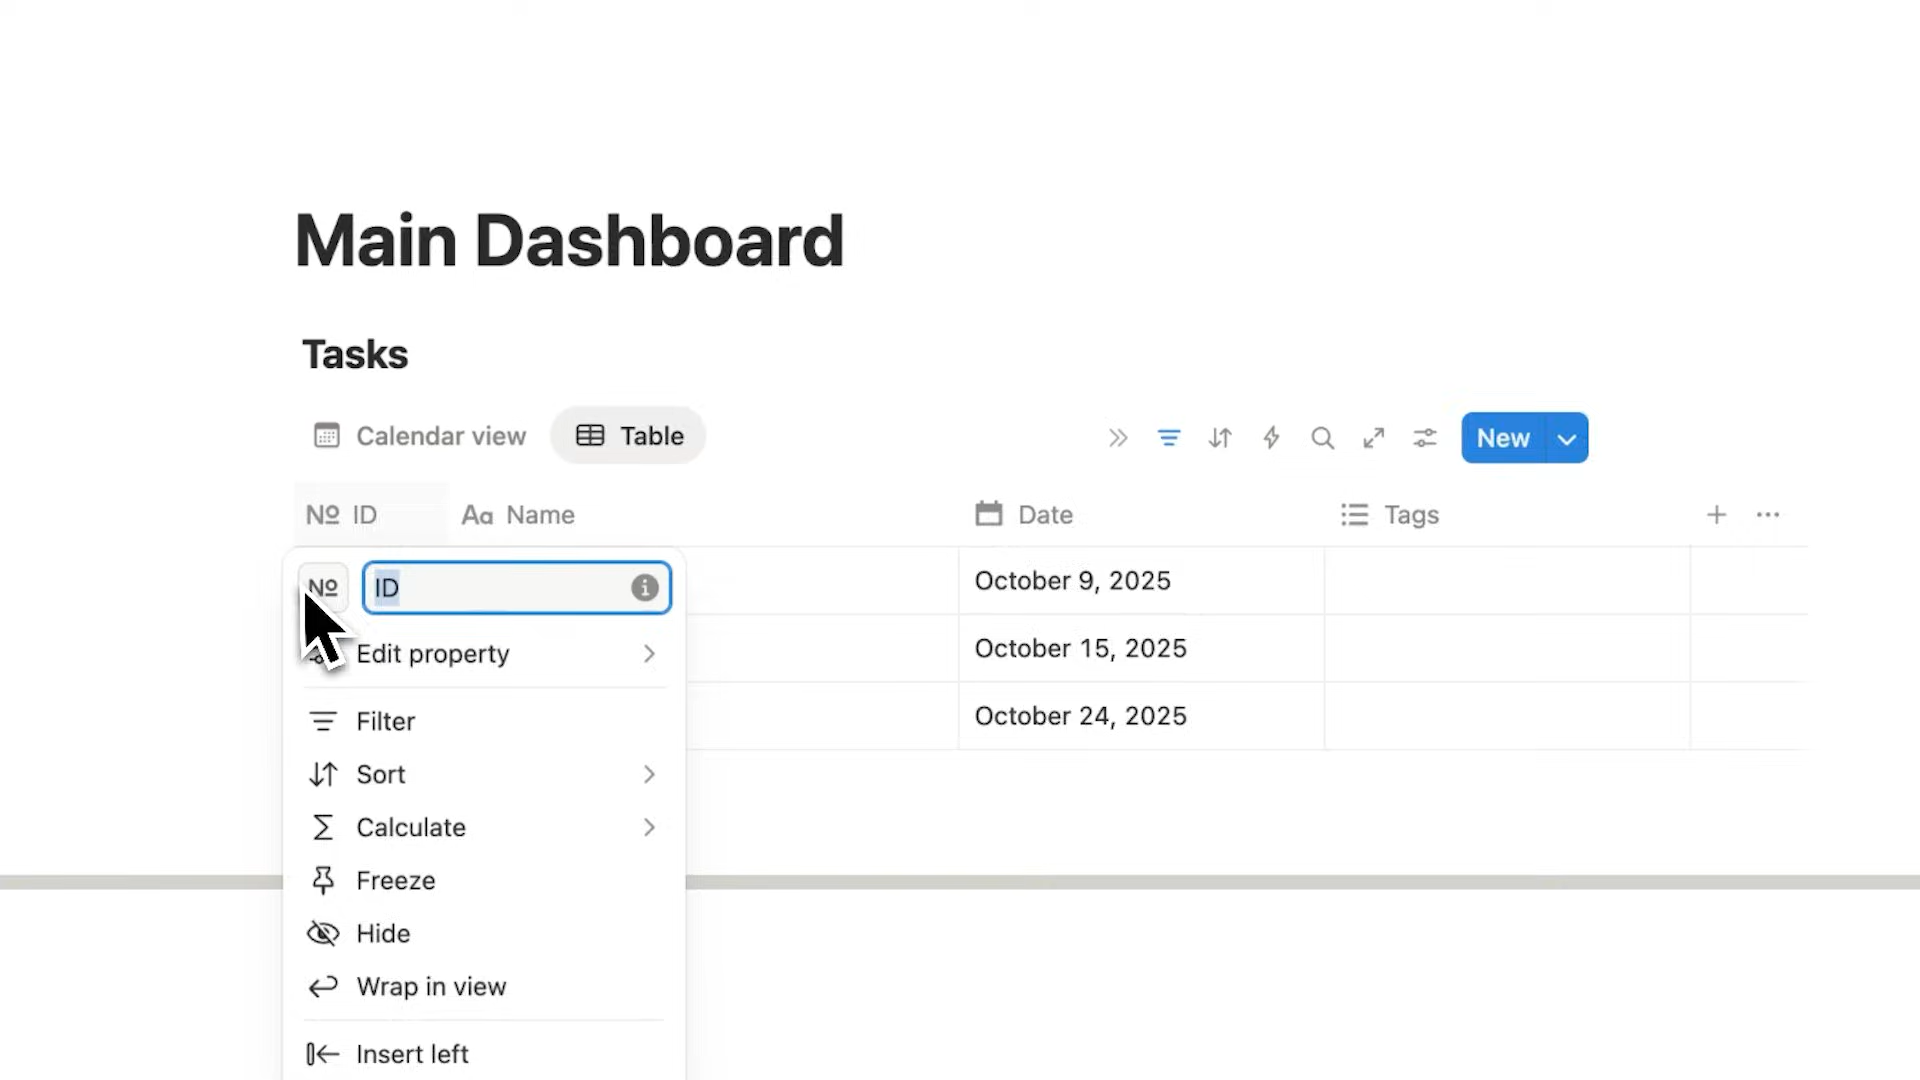 Main Dashboard
Tasks
Calendar view Table New
Nº ID Aa Name Date Tags
Nº ID
October 9, 2025
Edit property October 15, 2025
Filter October 24, 2025
Sort
Calculate
Freeze
Hide
Wrap in view
Insert left